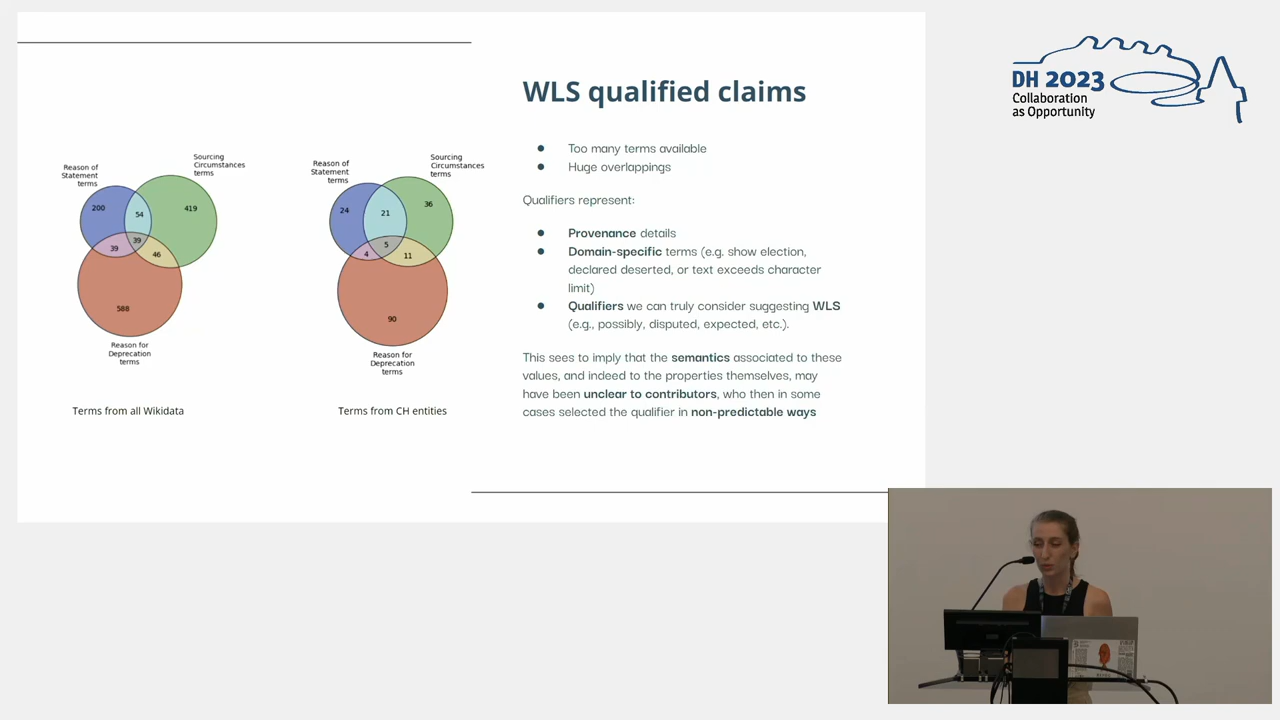 WLS qualified claims
● Too many terms available
● Huge overlappings
Qualifiers represent:
● Provenance details
● Domain-specific terms (e.g. show election,
declared deserted, or text exceeds character
limit)
● Qualifiers we can truly consider suggesting WLS
(e.g., possibly, disputed, expected, etc.).
This sees to imply that the semantics associated to these
values, and indeed to the properties themselves, may
have been unclear to contributors, who then in some
cases selected the qualifier in non-predictable ways
Reason of
Statement
terms
Sourcing
Circumstances
terms
200
54
419
39
39
46
588
Reason for
Deprecation
terms
Terms from all Wikidata
Reason of
Statement
terms
Sourcing
Circumstances
terms
24
21
36
5
4
11
90
Reason for
Deprecation
terms
Terms from CH entities
DH 2023
Collaboration
as Opportunity